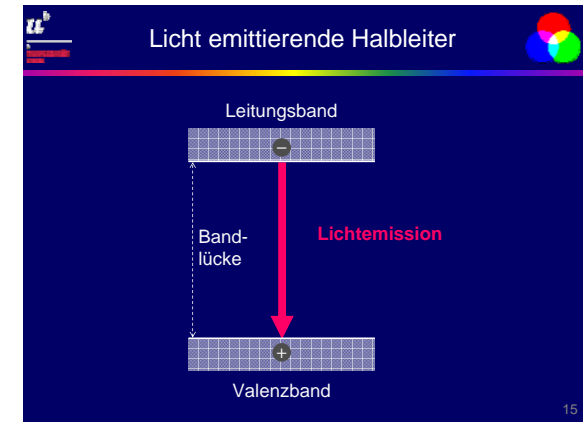 u
b
Licht emittierende Halbleiter
Leitungsband
−
Band-
lücke
Lichtemission
+
Valenzband
15